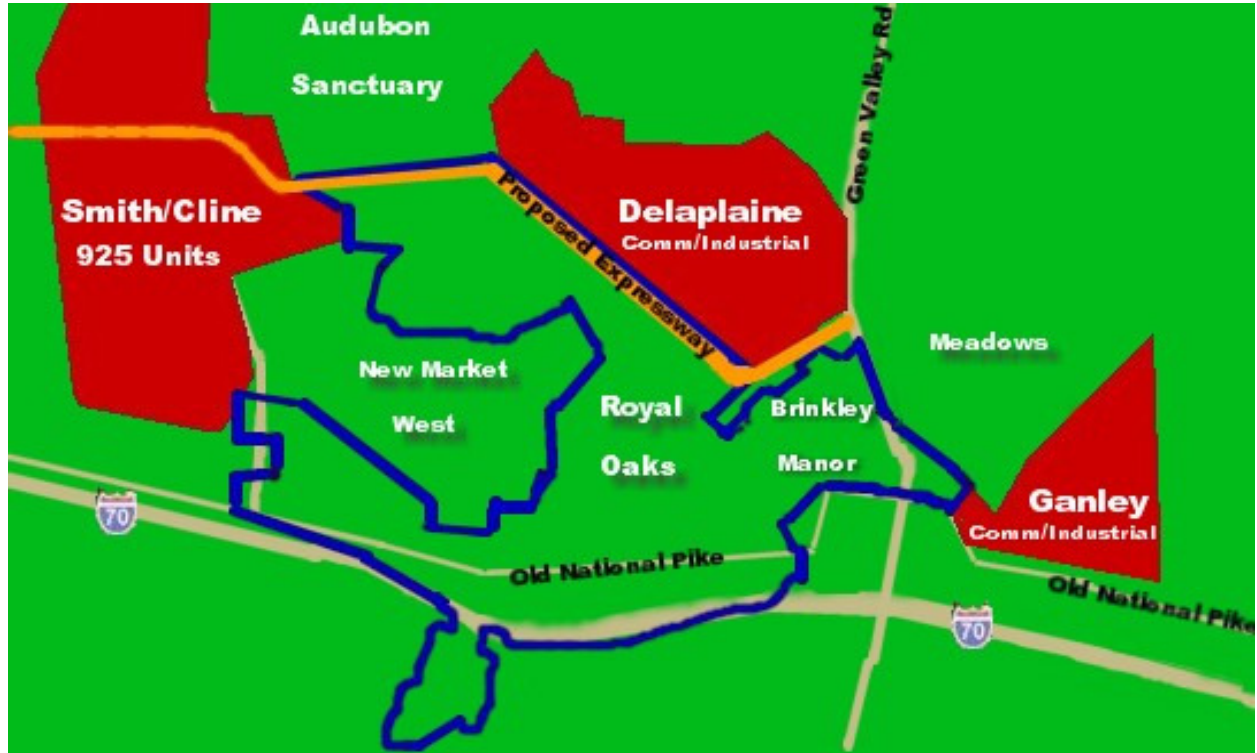 Audubon
Sanctuary
Green Valley Rd
Smith/Cline
925 Units
Delaplaine
Comm/Industrial
Proposed Expressway
New Market
West
Royal
Oaks
Brinkley
Manor
Meadows
Ganley
Comm/Industrial
70
Old National Pike
Old National Pike
70